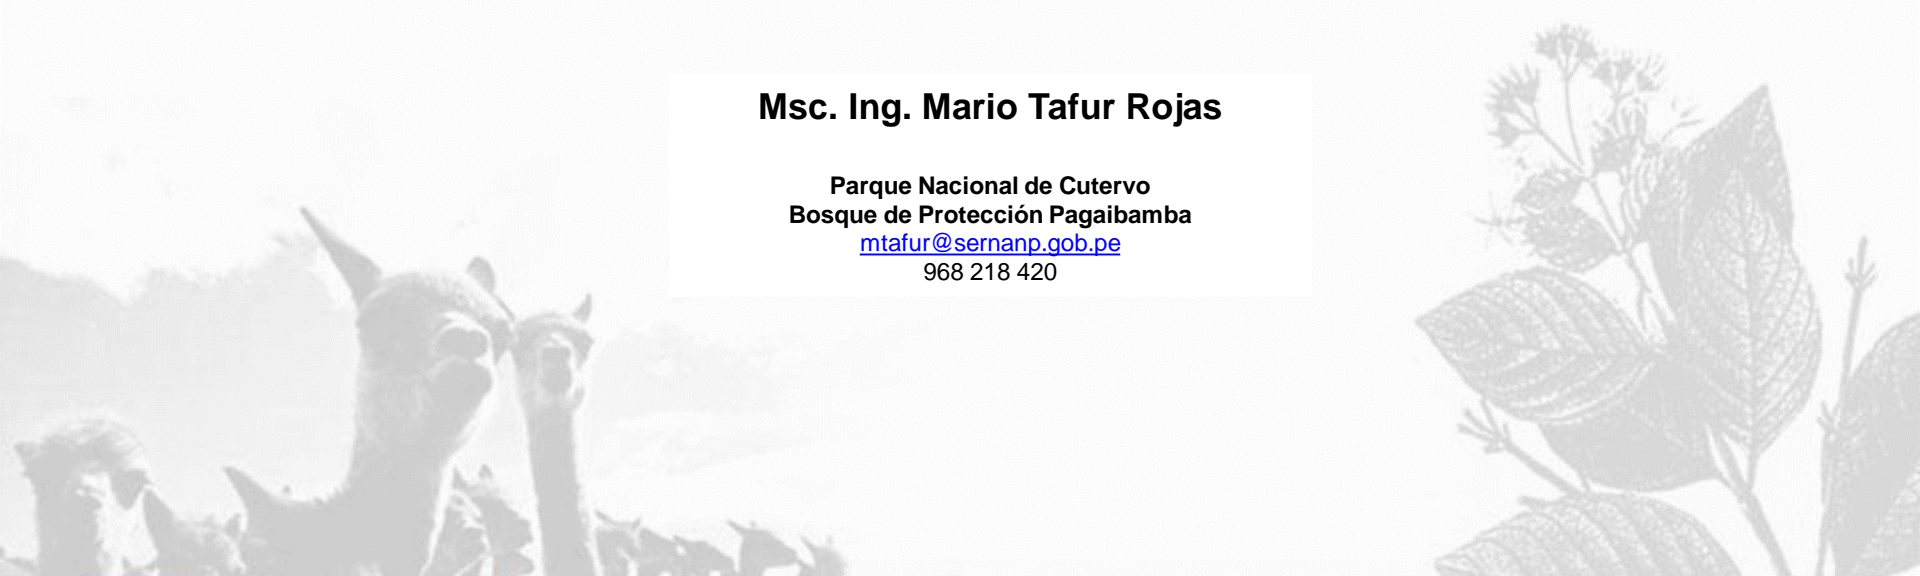 Msc. Ing. Mario Tafur Rojas
Parque Nacional de Cutervo
Bosque de Protección Pagaibamba
mtafur@sernanp.gob.pe
968 218 420